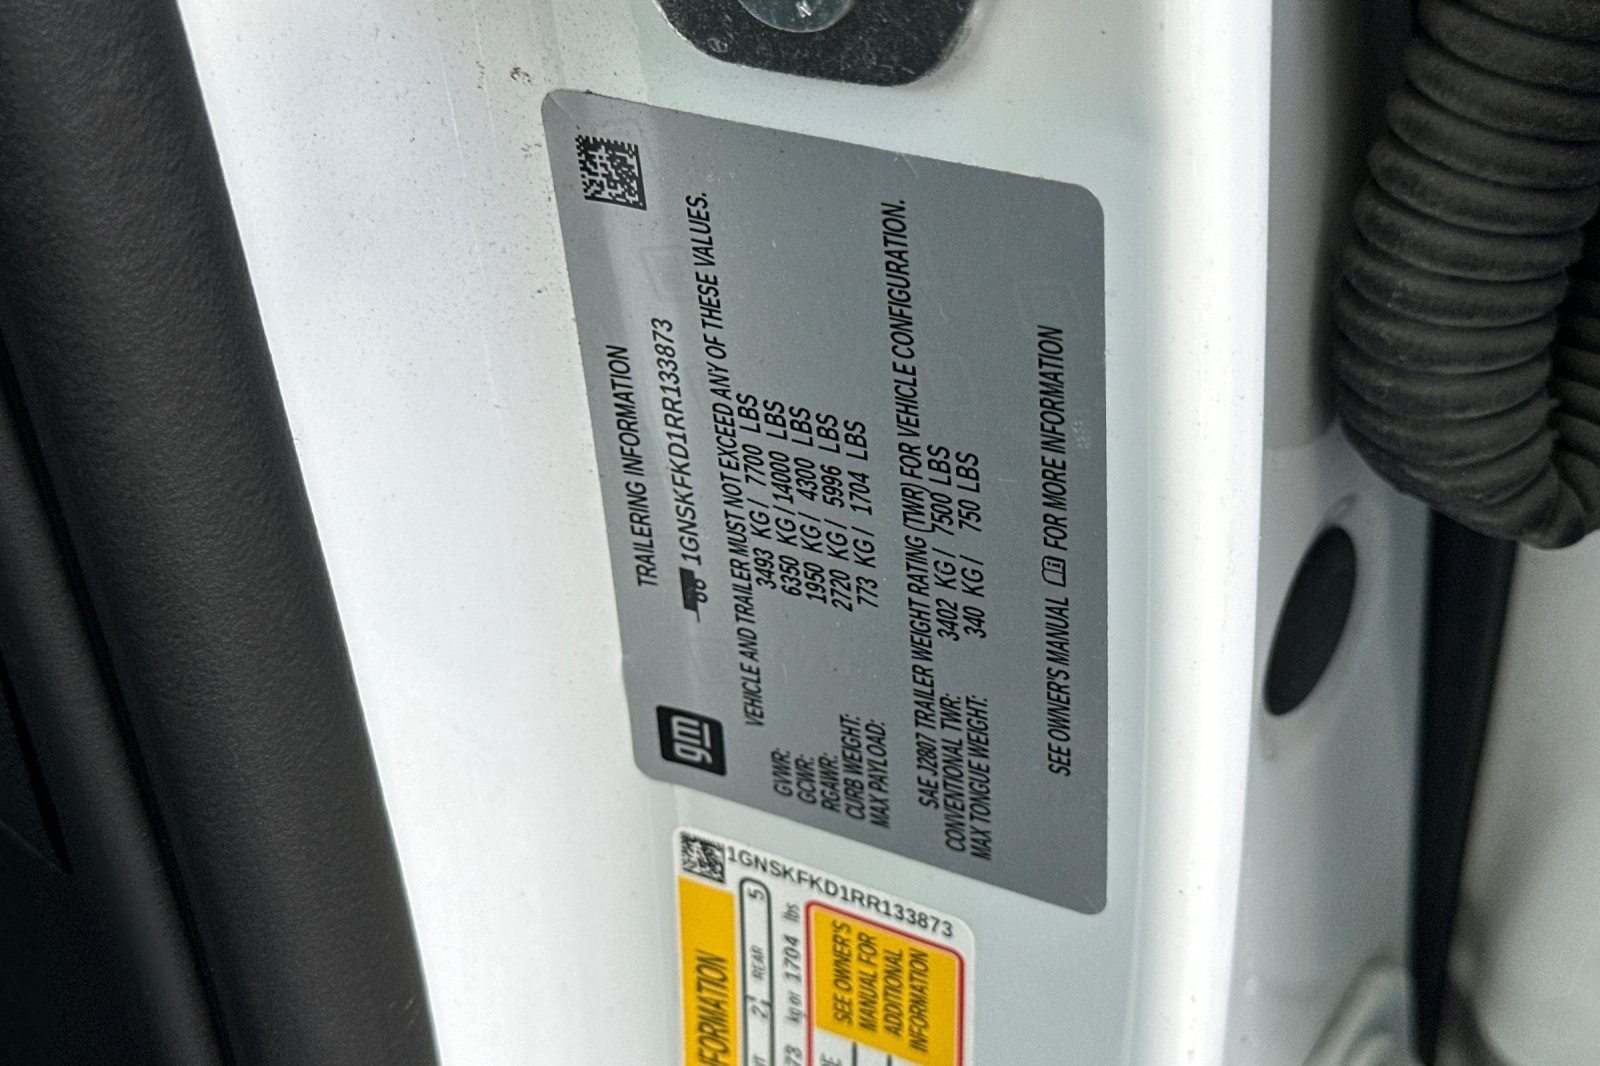 gm
TRAILERING INFORMATION
1GNSKFKD1RR133873
VEHICLE AND TRAILER MUST NOT EXCEED ANY OF THESE VALUES.
GVWR: 3493 KG / 7700 LBS
GCWR: 6350 KG / 14000 LBS
RGAWR: 1950 KG / 4300 LBS
CURB WEIGHT: 2720 KG / 5996 LBS
MAX PAYLOAD: 773 KG / 1704 LBS
SAE J2807 TRAILER WEIGHT RATING (TWR) FOR VEHICLE CONFIGURATION.
CONVENTIONAL TWR: 3402 KG / 7500 LBS
MAX TONGUE WEIGHT: 340 KG / 750 LBS
SEE OWNER'S MANUAL FOR MORE INFORMATION
1GNSKFKD1RR133873
REAR 5
kg or 1704 lbs
SEE OWNER'S
MANUAL FOR
ADDITIONAL
INFORMATION